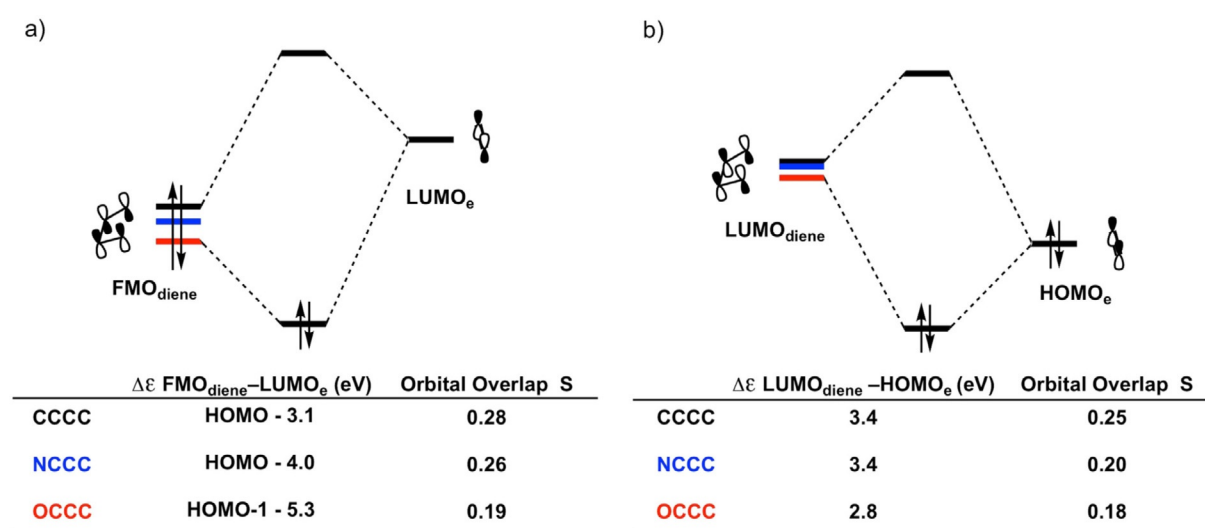 a)
LUMOe
FMOdiene
Δε FMOdiene–LUMOe (eV) Orbital Overlap S
CCCC HOMO - 3.1 0.28
NCCC HOMO - 4.0 0.26
OCCC HOMO-1 - 5.3 0.19
b)
LUMOdiene
HOMOe
Δε LUMOdiene –HOMOe (eV) Orbital Overlap S
CCCC 3.4 0.25
NCCC 3.4 0.20
OCCC 2.8 0.18